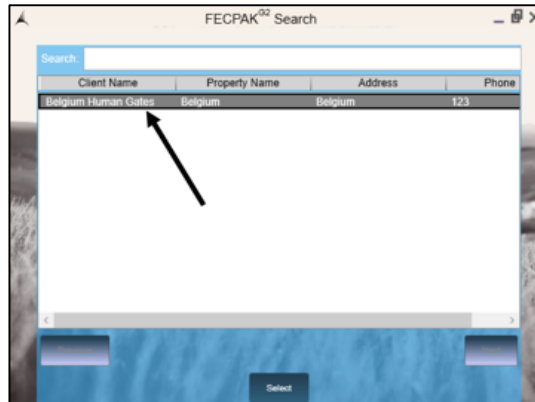 FECPAK G2 Search
Search:
Client Name Property Name Address Phone
Belgium Human Gates Belgium Belgium 123
Select